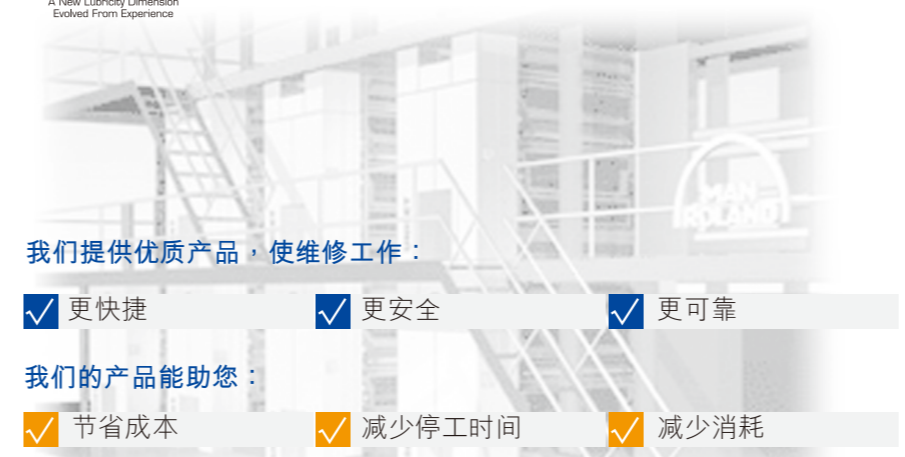 A New Lubricity Dimension
Evolved From Experience
MAN
ROLAND
我们提供优质产品，使维修工作：
更快捷 更安全 更可靠
我们的产品能助您：
节省成本 减少停工时间 减少消耗